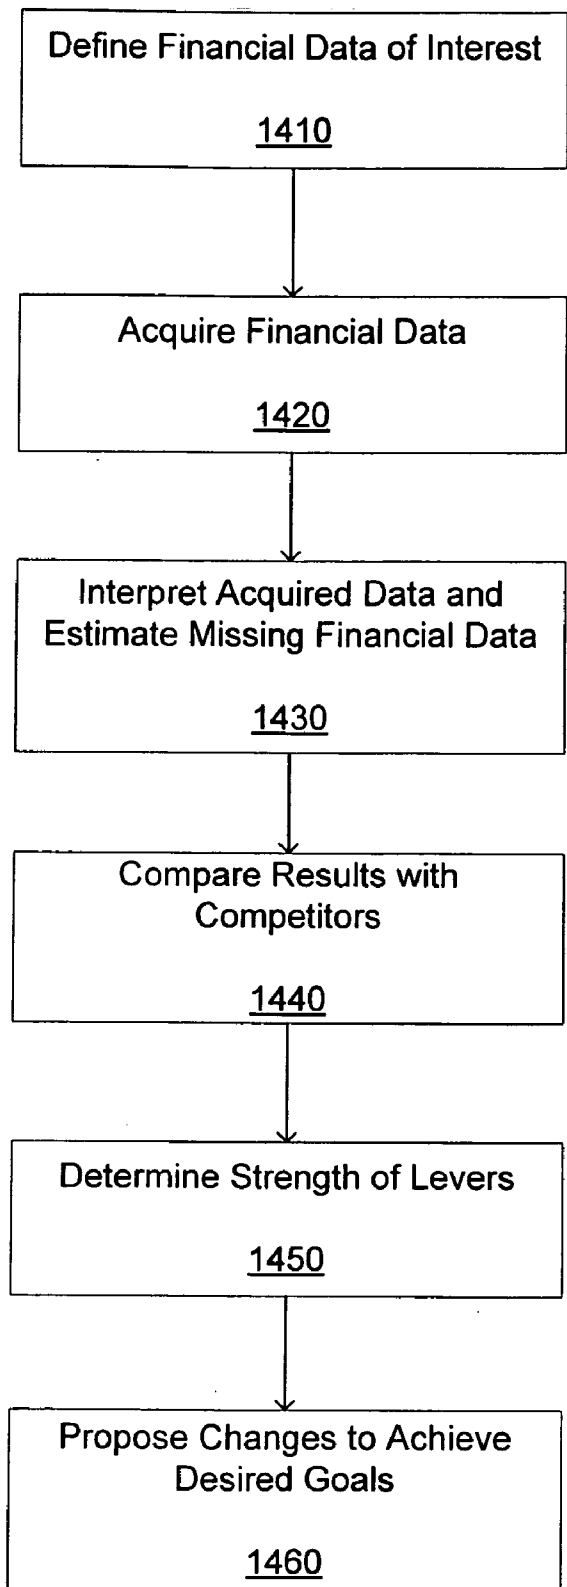 Define Financial Data of Interest
1410
Acquire Financial Data
1420
Interpret Acquired Data and
Estimate Missing Financial Data
1430
Compare Results with
Competitors
1440
Determine Strength of Levers
1450
Propose Changes to Achieve
Desired Goals
1460